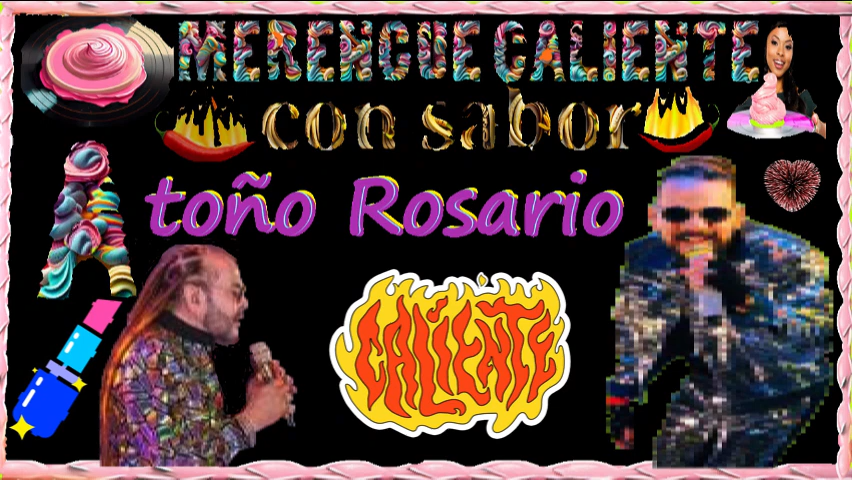 MERENGUE CALIENTE
con sabor
A
toño Rosario
CALIENTE